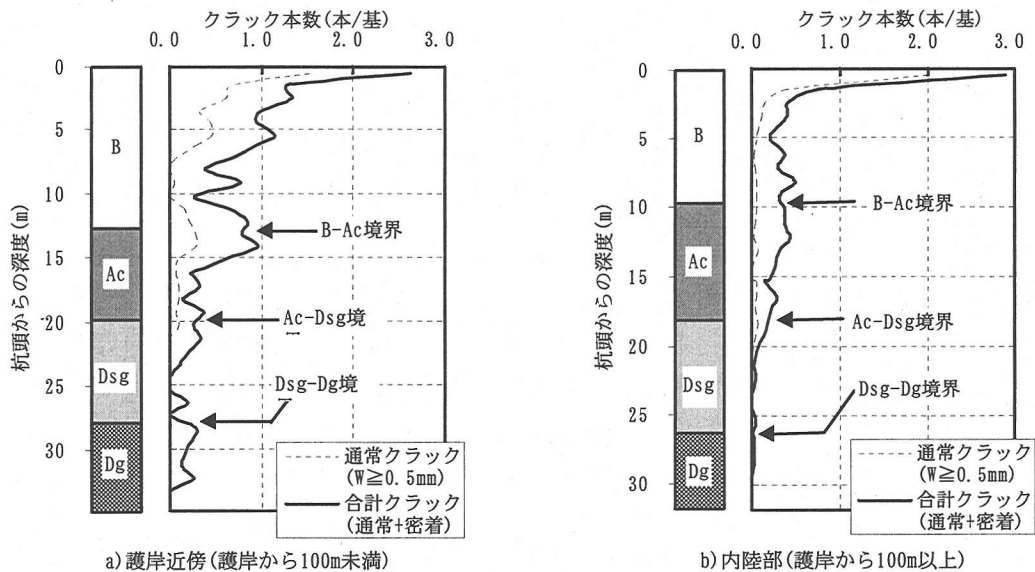 クラック本数(本/基)
0.0 1.0 2.0 3.0
杭頭からの深度(m)
0
5
10
15
20
25
30
B
Ac
Dsg
Dg
B-Ac境界
Ac-Dsg境
Dsg-Dg境
通常クラック
(W≧0.5mm)
合計クラック
(通常+密着)
a)護岸近傍(護岸から100m未満)
クラック本数(本/基)
0.0 1.0 2.0 3.0
杭頭からの深度(m)
0
5
10
15
20
25
30
B
Ac
Dsg
Dg
B-Ac境界
Ac-Dsg境界
Dsg-Dg境界
通常クラック
(W≧0.5mm)
合計クラック
(通常+密着)
b)内陸部(護岸から100m以上)